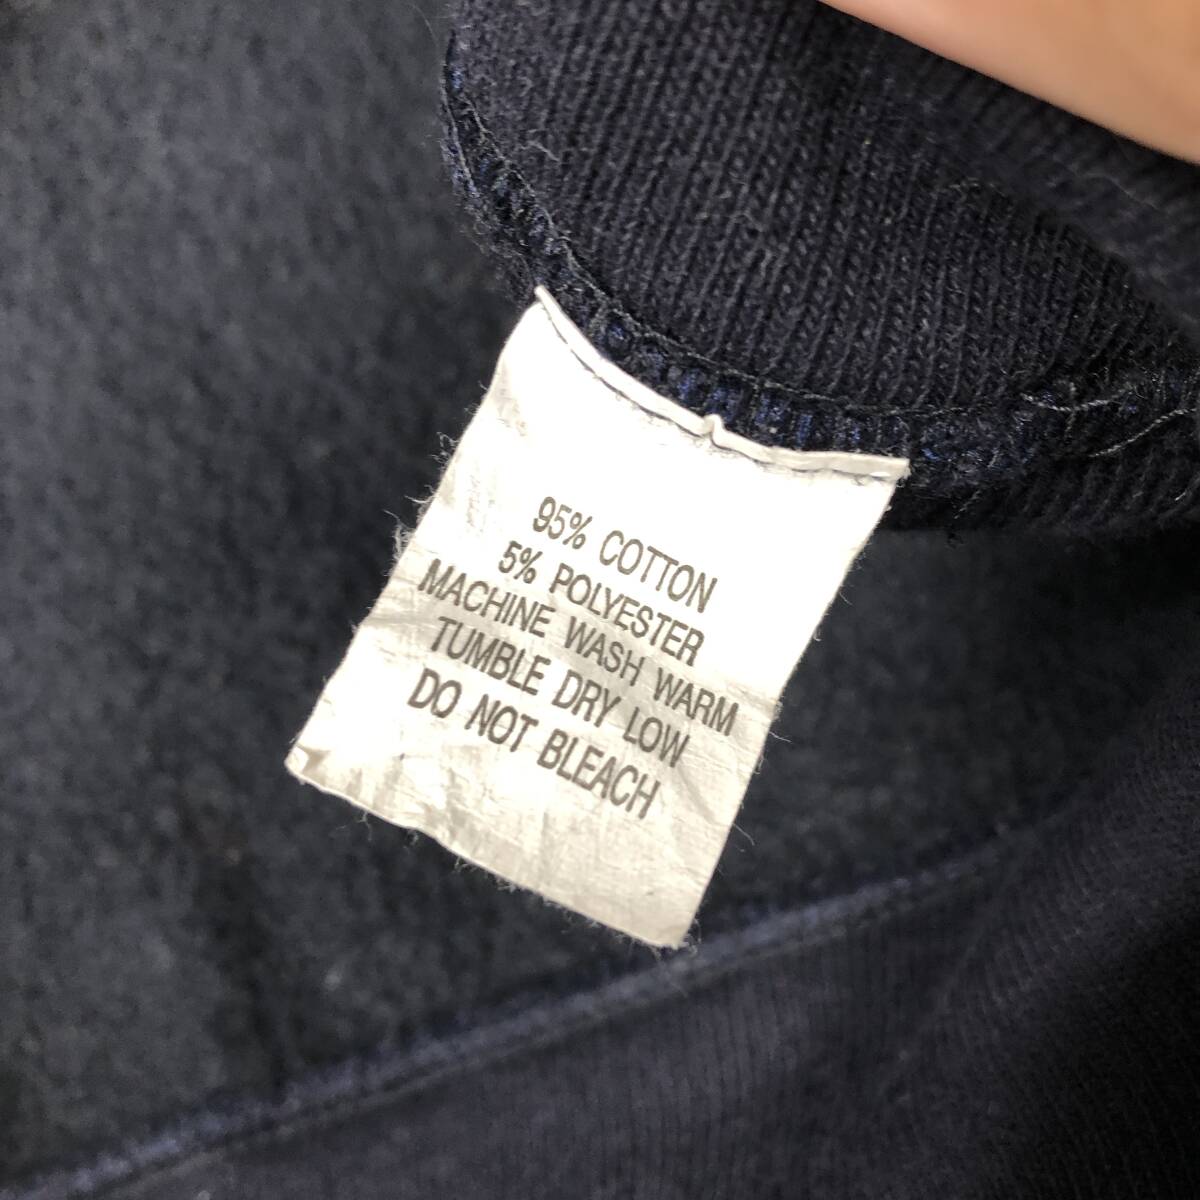 95% COTTON
5% POLYESTER
MACHINE WASH WARM
TUMBLE DRY LOW
DO NOT BLEACH